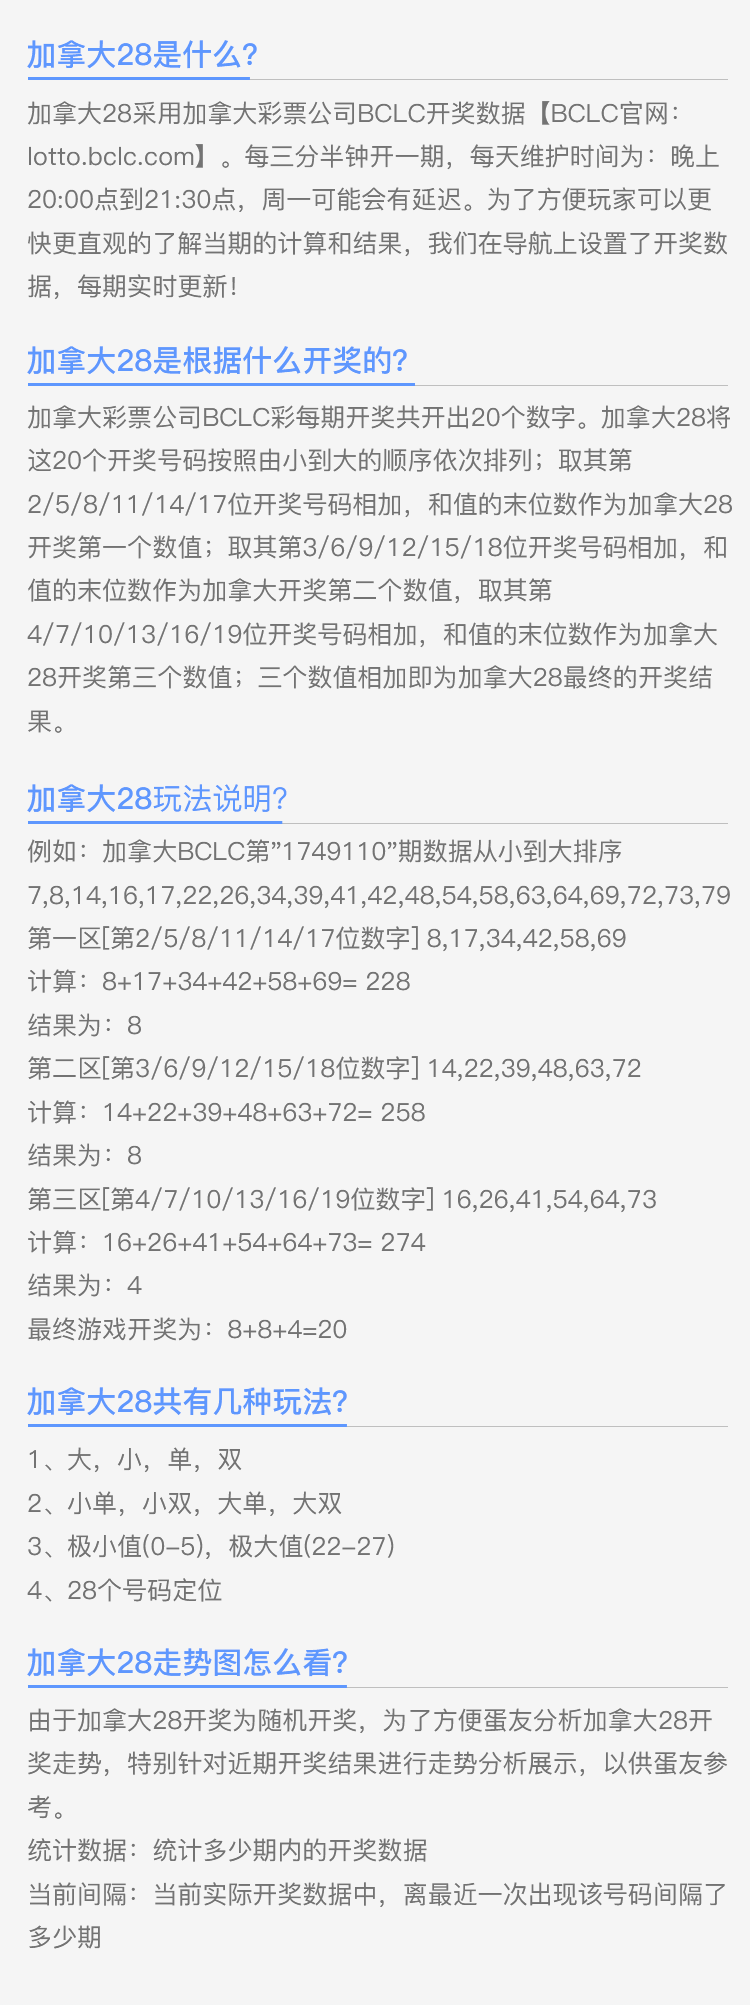 加拿大28是什么?
加拿大28采用加拿大彩票公司BCLC开奖数据【BCLC官网：
lotto.bclc.com】。每三分半钟开一期，每天维护时间为：晚上
20:00点到21:30点，周一可能会有延迟。为了方便玩家可以更
快更直观的了解当期的计算和结果，我们在导航上设置了开奖数
据，每期实时更新！
加拿大28是根据什么开奖的?
加拿大彩票公司BCLC彩每期开奖共开出20个数字。加拿大28将
这20个开奖号码按照由小到大的顺序依次排列；取其第
2/5/8/11/14/17位开奖号码相加，和值的末位数作为加拿大28
开奖第一个数值；取其第3/6/9/12/15/18位开奖号码相加，和
值的末位数作为加拿大开奖第二个数值，取其第
4/7/10/13/16/19位开奖号码相加，和值的末位数作为加拿大
28开奖第三个数值；三个数值相加即为加拿大28最终的开奖结
果。
加拿大28玩法说明?
例如：加拿大BCLC第”1749110”期数据从小到大排序
7,8,14,16,17,22,26,34,39,41,42,48,54,58,63,64,69,72,73,79
第一区[第2/5/8/11/14/17位数字] 8,17,34,42,58,69
计算：8+17+34+42+58+69= 228
结果为：8
第二区[第3/6/9/12/15/18位数字] 14,22,39,48,63,72
计算：14+22+39+48+63+72= 258
结果为：8
第三区[第4/7/10/13/16/19位数字] 16,26,41,54,64,73
计算：16+26+41+54+64+73= 274
结果为：4
最终游戏开奖为：8+8+4=20
加拿大28共有几种玩法?
1、大，小，单，双
2、小单，小双，大单，大双
3、极小值(0-5)，极大值(22-27)
4、28个号码定位
加拿大28走势图怎么看?
由于加拿大28开奖为随机开奖，为了方便蛋友分析加拿大28开
奖走势，特别针对近期开奖结果进行走势分析展示，以供蛋友参
考。
统计数据：统计多少期内的开奖数据
当前间隔：当前实际开奖数据中，离最近一次出现该号码间隔了
多少期